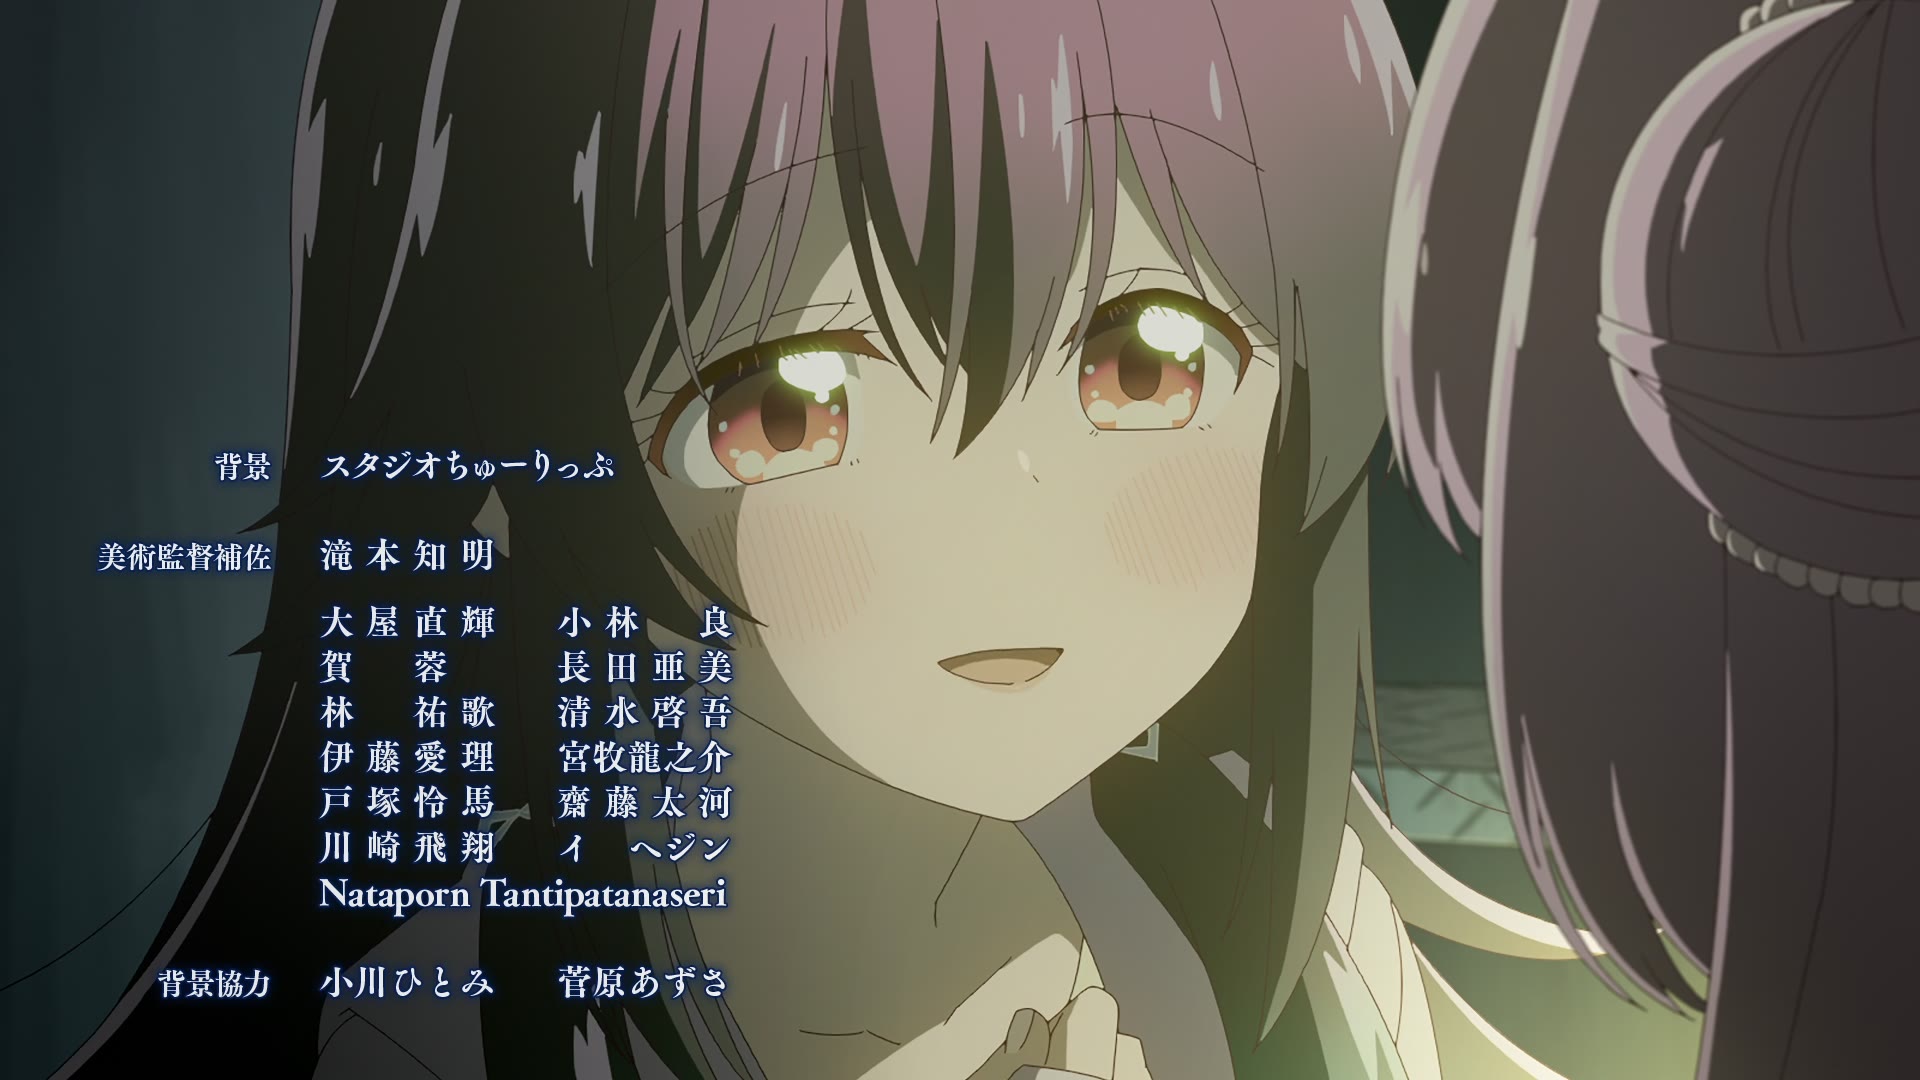 背景 スタジオちゅーりっぷ
美術監督補佐 滝本知明
大屋直輝 小林 良
賀 蓉 長田亜美
林 祐歌 清水啓吾
伊藤愛理 宮牧龍之介
戸塚怜馬 齋藤太河
川崎飛翔 イ ヘジン
Nataporn Tantipatanaseri
背景協力 小川ひとみ 菅原あずさ